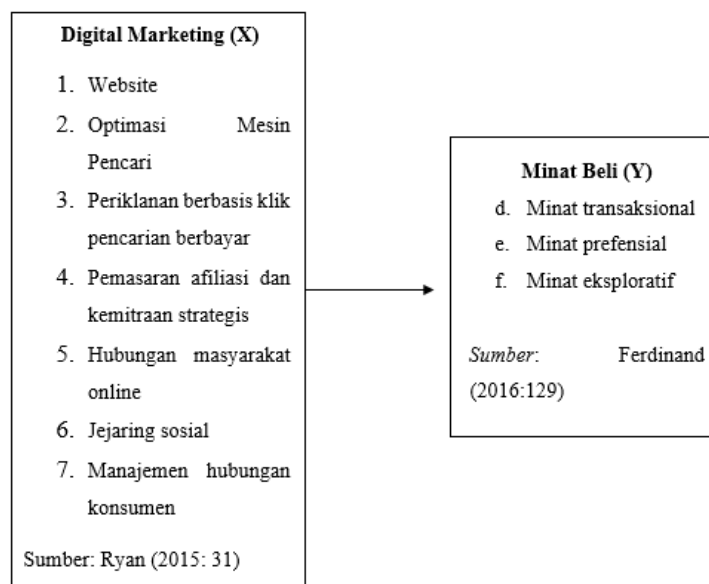 Digital Marketing (X)
1. Website
2. Optimasi Mesin
Pencari
3. Periklanan berbasis klik
pencarian berbayar
4. Pemasaran afiliasi dan
kemitraan strategis
5. Hubungan masyarakat
online
6. Jejaring sosial
7. Manajemen hubungan
konsumen
Sumber: Ryan (2015: 31)
Minat Beli (Y)
d. Minat transaksional
e. Minat prefensial
f. Minat eksploratif
Sumber: Ferdinand
(2016:129)